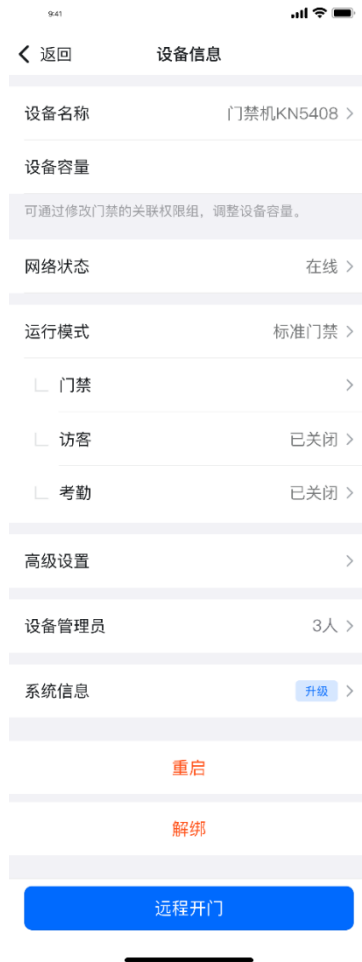 9:41
返回 设备信息
设备名称 门禁机KN5408
设备容量
可通过修改门禁的关联权限组，调整设备容量。
网络状态 在线
运行模式 标准门禁
门禁
访客 已关闭
考勤 已关闭
高级设置
设备管理员 3人
系统信息 升级
重启
解绑
远程开门